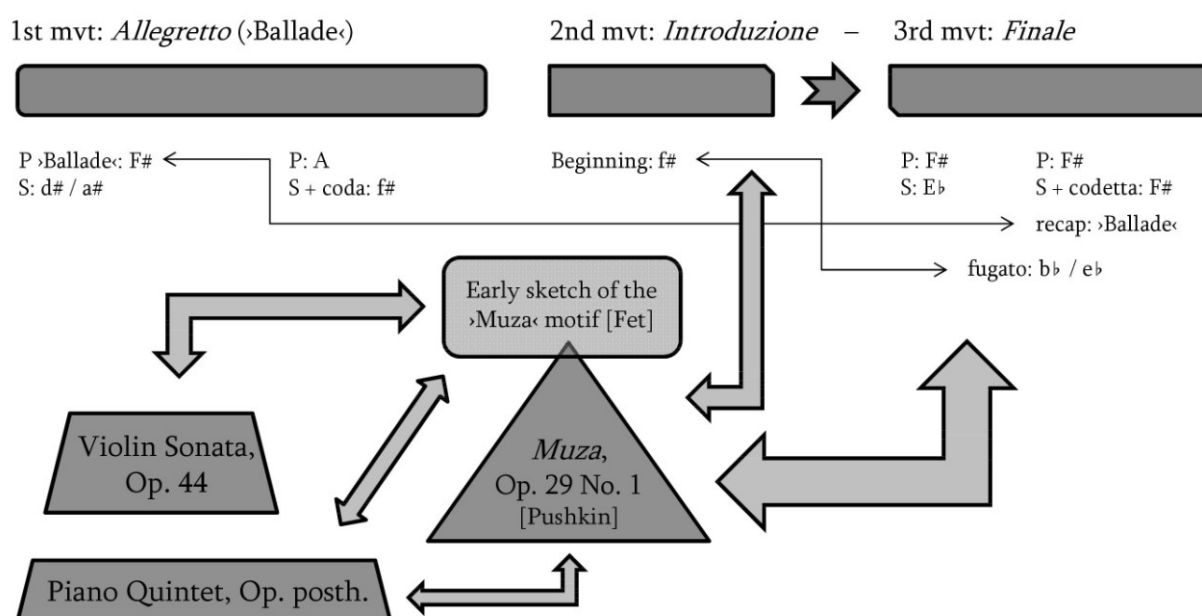 1st mvt: Allegretto (›Ballade‹)
2nd mvt: Introduzione – 3rd mvt: Finale
P ›Ballade‹: F#
S: d# / a#
P: A
S + coda: f#
Beginning: f#
P: F#
S: E♭
P: F#
S + codetta: F#
recap: ›Ballade‹
fugato: b♭ / e♭
Early sketch of the
›Muza‹ motif [Fet]
Violin Sonata,
Op. 44
Muza,
Op. 29 No. 1
[Pushkin]
Piano Quintet, Op. posth.